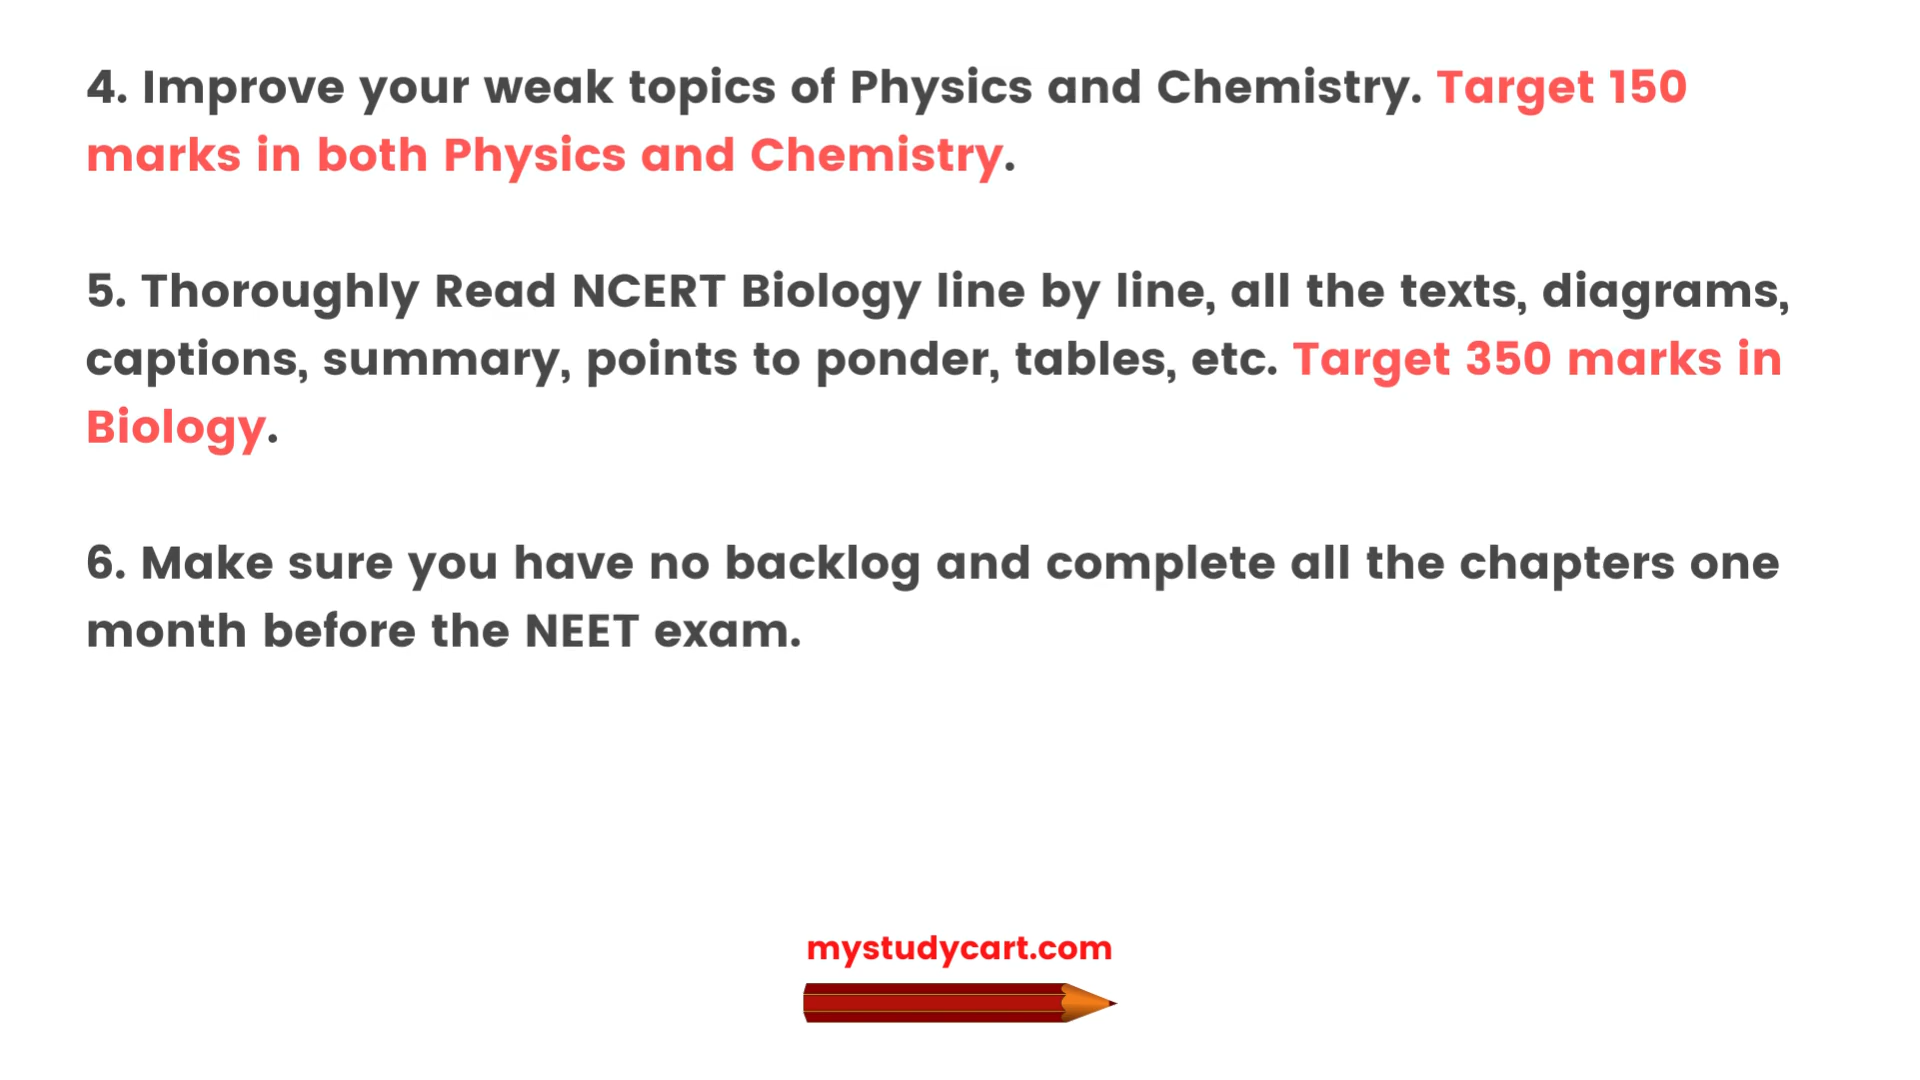 4. Improve your weak topics of Physics and Chemistry. Target 150
marks in both Physics and Chemistry.
5. Thoroughly Read NCERT Biology line by line, all the texts, diagrams,
captions, summary, points to ponder, tables, etc. Target 350 marks in
Biology.
6. Make sure you have no backlog and complete all the chapters one
month before the NEET exam.
mystudycart.com